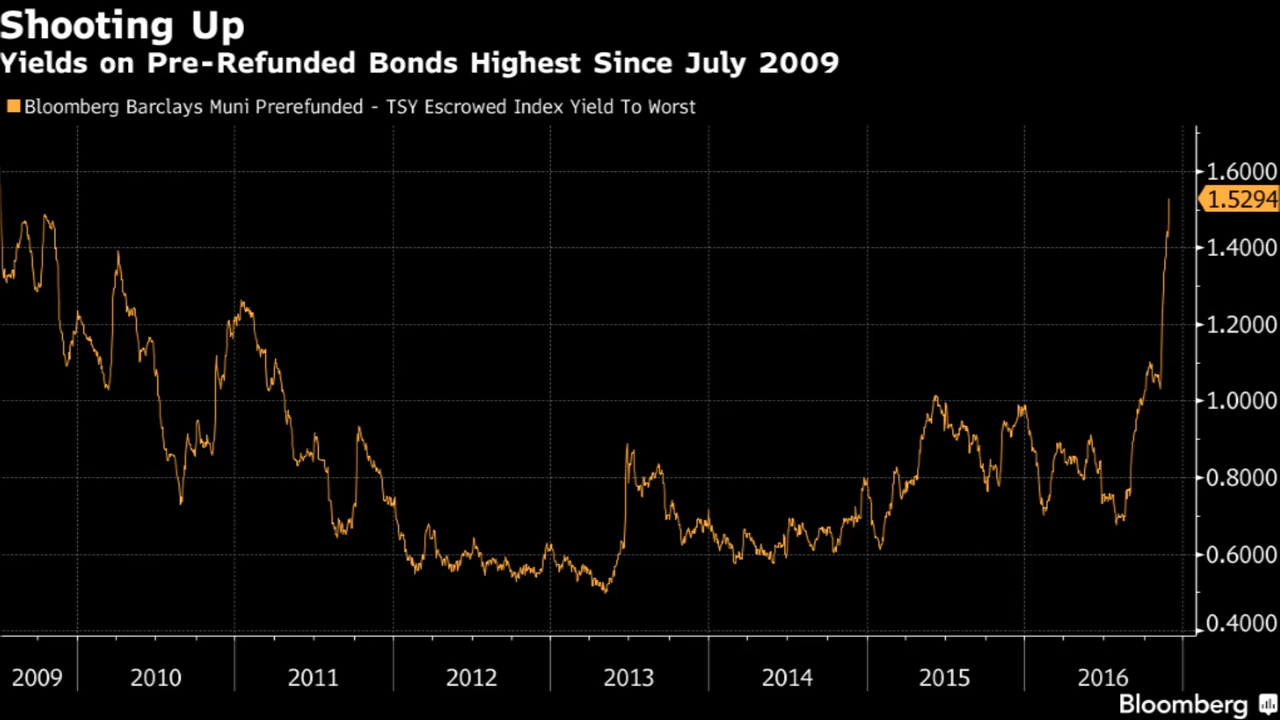 Shooting Up
Yields on Pre-Refunded Bonds Highest Since July 2009
Bloomberg Barclays Muni Prerefunded - TSY Escrowed Index Yield To Worst
1.6000
1.5294
1.4000
1.2000
1.0000
0.8000
0.6000
0.4000
2009 2010 2011 2012 2013 2014 2015 2016
Bloomberg